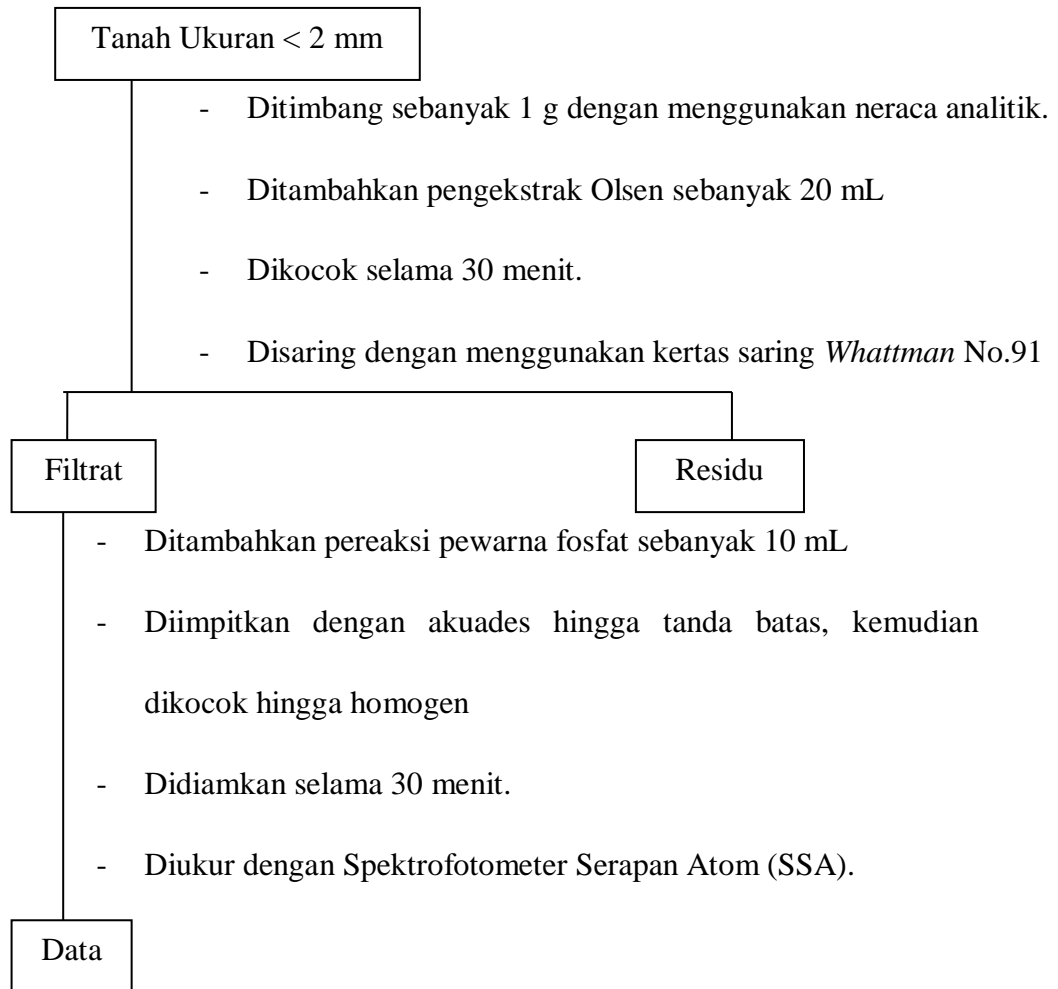 Tanah Ukuran < 2 mm
- Ditimbang sebanyak 1 g dengan menggunakan neraca analitik.
- Ditambahkan pengekstrak Olsen sebanyak 20 mL
- Dikocok selama 30 menit.
- Disaring dengan menggunakan kertas saring Whattman No.91
Filtrat
Residu
- Ditambahkan pereaksi pewarna fosfat sebanyak 10 mL
- Diimpitkan dengan akuades hingga tanda batas, kemudian
dikocok hingga homogen
- Didiamkan selama 30 menit.
- Diukur dengan Spektrofotometer Serapan Atom (SSA).
Data